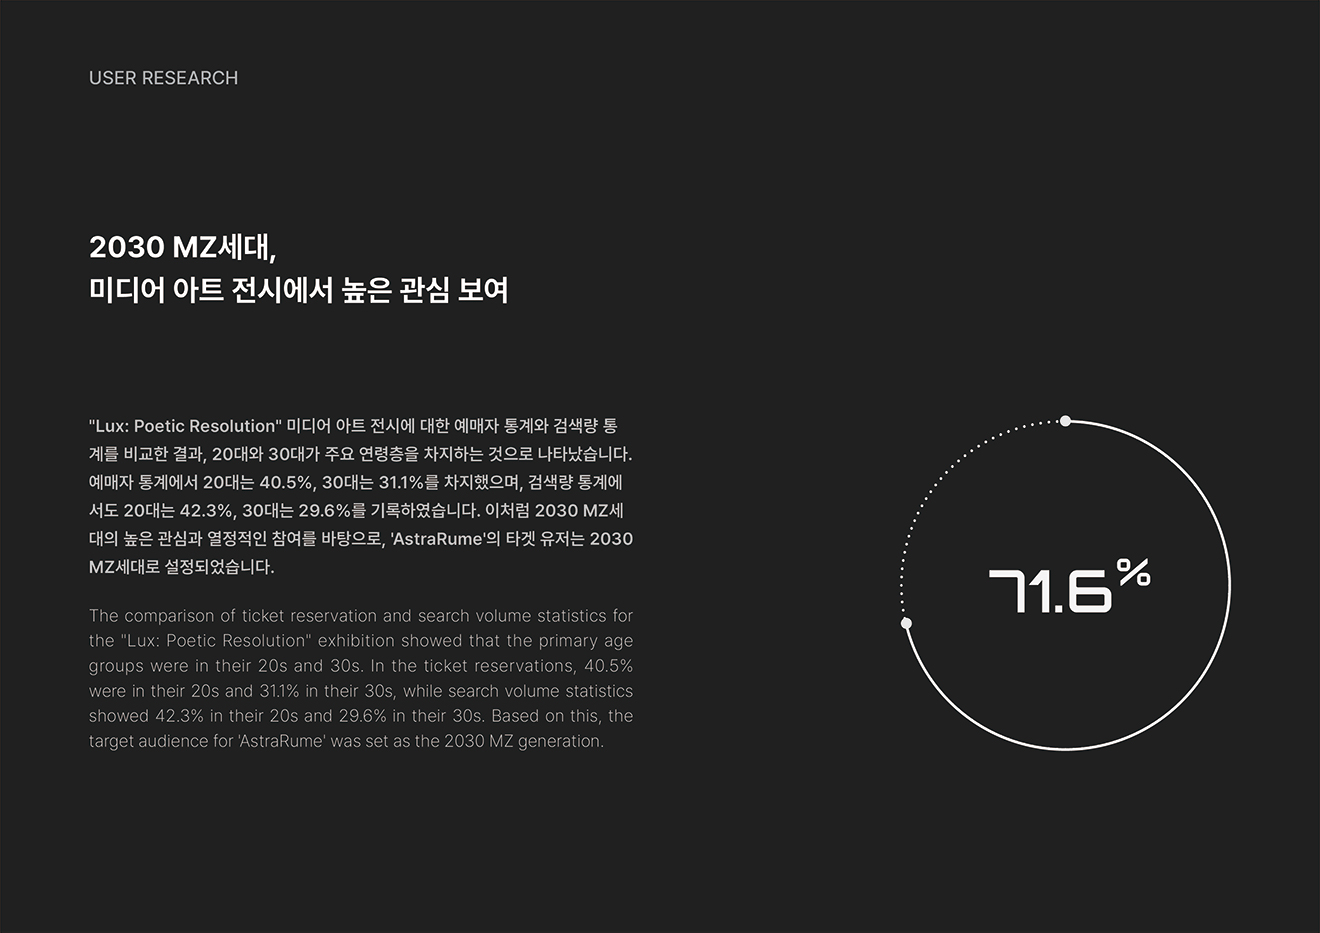 USER RESEARCH
2030 MZ세대,
미디어 아트 전시에서 높은 관심 보여
"Lux: Poetic Resolution" 미디어 아트 전시에 대한 예매자 통계와 검색량 통
계를 비교한 결과, 20대와 30대가 주요 연령층을 차지하는 것으로 나타났습니다.
예매자 통계에서 20대는 40.5%, 30대는 31.1%를 차지했으며, 검색량 통계에
서도 20대는 42.3%, 30대는 29.6%를 기록하였습니다. 이처럼 2030 MZ세
대의 높은 관심과 열정적인 참여를 바탕으로, 'AstraRume'의 타겟 유저는 2030
MZ세대로 설정되었습니다.
The comparison of ticket reservation and search volume statistics for
the "Lux: Poetic Resolution" exhibition showed that the primary age
groups were in their 20s and 30s. In the ticket reservations, 40.5%
were in their 20s and 31.1% in their 30s, while search volume statistics
showed 42.3% in their 20s and 29.6% in their 30s. Based on this, the
target audience for 'AstraRume' was set as the 2030 MZ generation.
71.6%